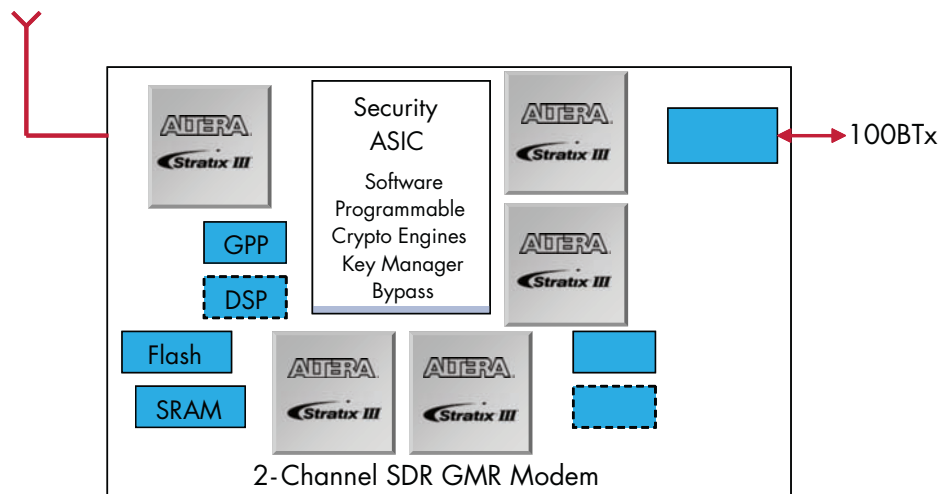 ALTERA.
Stratix III
Security
ASIC
Software
Programmable
Crypto Engines
Key Manager
Bypass
ALTERA.
Stratix III
100BTx
GPP
DSP
ALTERA.
Stratix III
Flash
SRAM
ALTERA.
Stratix III
ALTERA.
Stratix III
2-Channel SDR GMR Modem